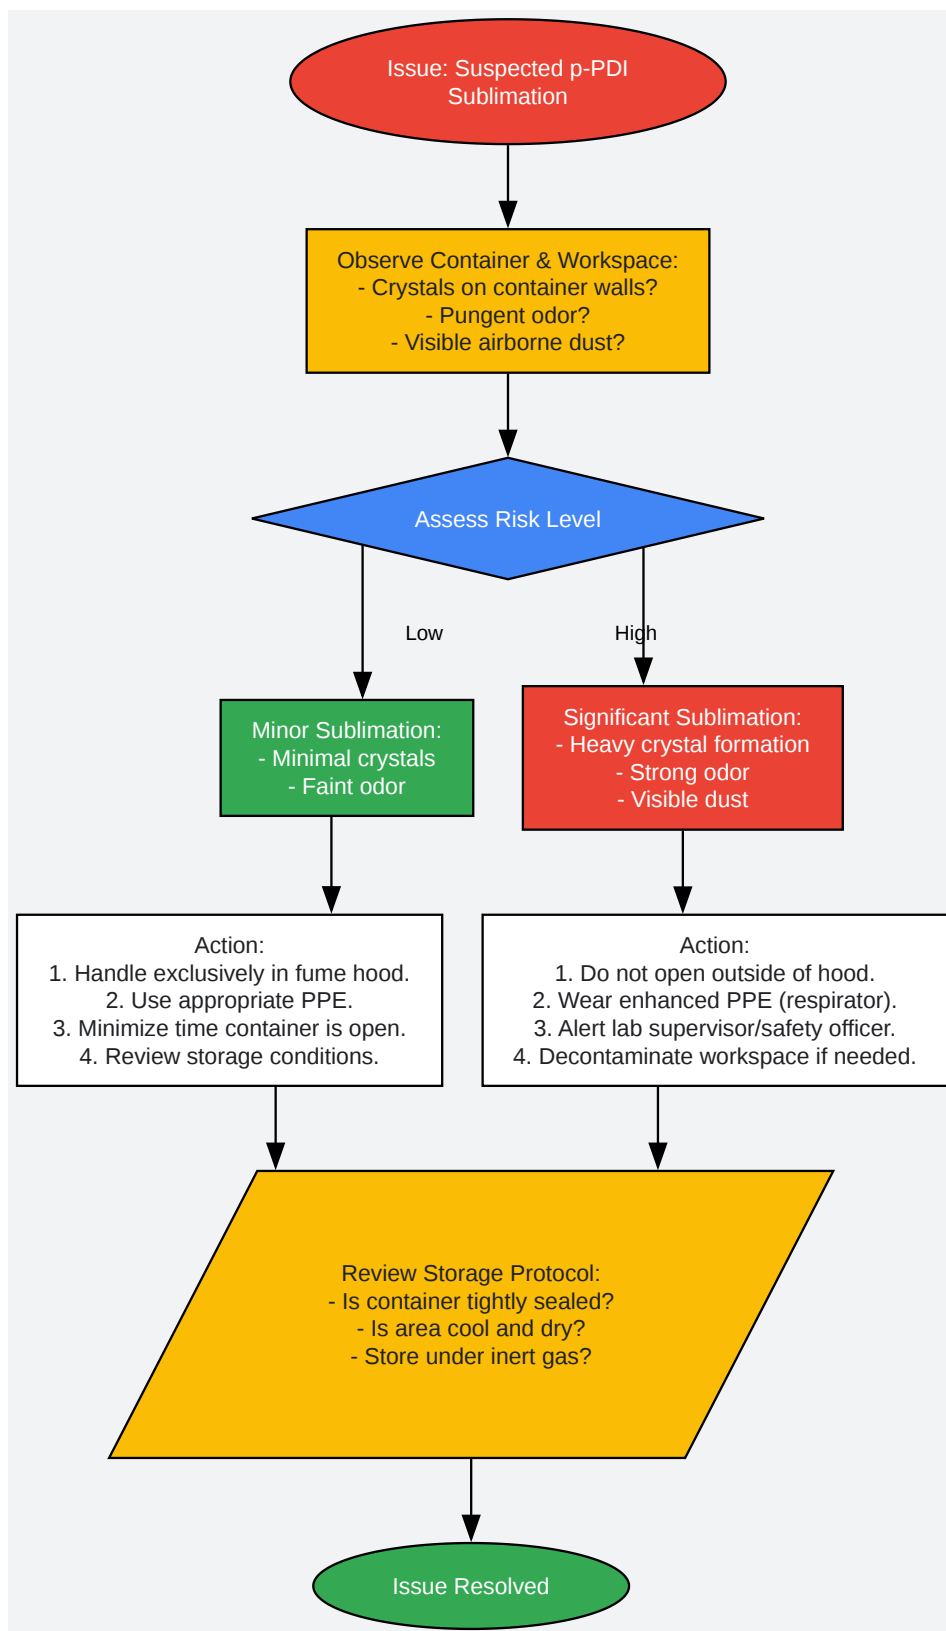 Issue: Suspected p-PDI
Sublimation
Observe Container & Workspace:
- Crystals on container walls?
- Pungent odor?
- Visible airborne dust?
Assess Risk Level
Low
High
Minor Sublimation:
- Minimal crystals
- Faint odor
Significant Sublimation:
- Heavy crystal formation
- Strong odor
- Visible dust
Action:
1. Handle exclusively in fume hood.
2. Use appropriate PPE.
3. Minimize time container is open.
4. Review storage conditions.
Action:
1. Do not open outside of hood.
2. Wear enhanced PPE (respirator).
3. Alert lab supervisor/safety officer.
4. Decontaminate workspace if needed.
Review Storage Protocol:
- Is container tightly sealed?
- Is area cool and dry?
- Store under inert gas?
Issue Resolved